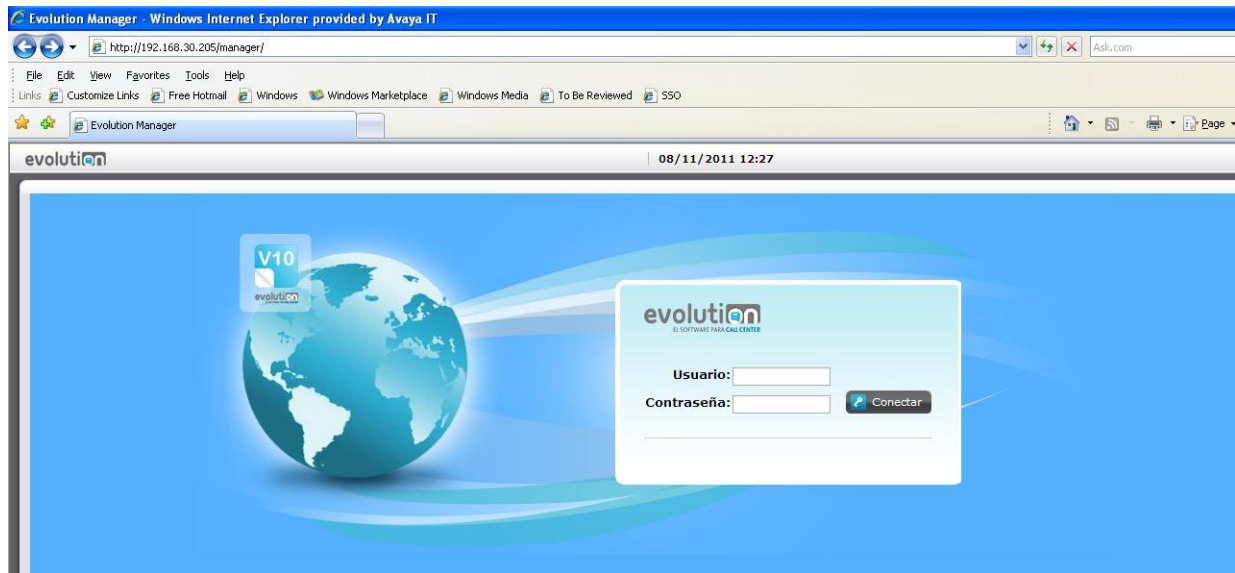 Evolution Manager - Windows Internet Explorer provided by Avaya IT
http://192.168.30.205/manager/
Ask.com
File Edit View Favorites Tools Help
Links Customize Links Free Hotmail Windows Windows Marketplace Windows Media To Be Reviewed SSO
Evolution Manager
Page
evolution
08/11/2011 12:27
V10
evolution
evolution
EL SOFTWARE PARA CALL CENTER
Usuario:
Contraseña:
Conectar